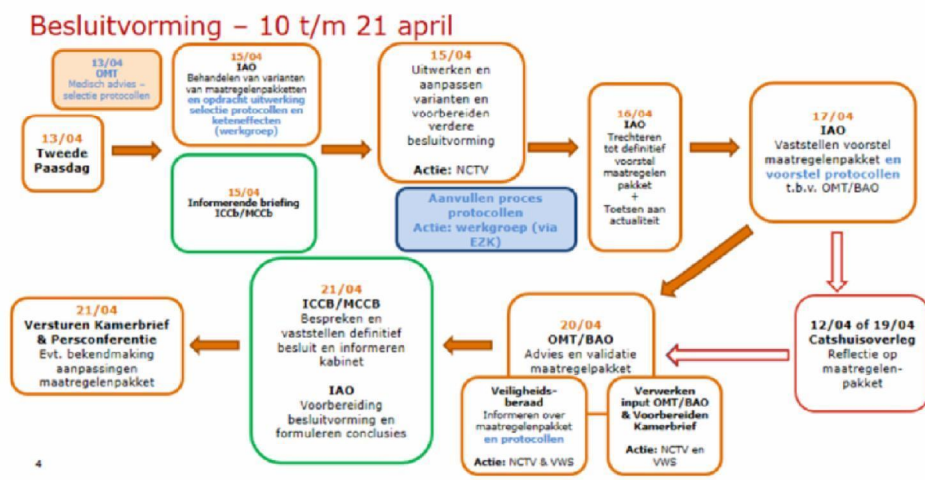 Besluitvorming – 10 t/m 21 april
13/04
OMT
Medisch advies –
selectie protocollen
13/04
Tweede
Paasdag
15/04
IAO
Behandelen van varianten
van maatregelenpakketten
en opdracht uitwerking
selectie protocollen en
keteneffecten
(werkgroep)
15/04
Informerende briefing
ICCb/MCCb
15/04
Uitwerken en
aanpassen
varianten en
voorbereiden
verdere
besluitvorming
Actie: NCTV
Aanvullen proces
protocollen
Actie: werkgroep (via
EZK)
16/04
IAO
Trechteren
tot definitief
voorstel
maatregelen
pakket
+
Toetsen aan
actualiteit
17/04
IAO
Vaststellen voorstel
maatregelenpakket en
voorstel protocollen
t.b.v. OMT/BAO
12/04 of 19/04
Catshuisoverleg
Reflectie op
maatregelen-
pakket
20/04
OMT/BAO
Advies en validatie
maatregelpakket
Veiligheids-
beraad
Informeren over
maatregelenpakket
en protocollen
Actie: NCTV & VWS
Verwerken
input OMT/BAO
& Voorbereiden
Kamerbrief
Actie: NCTV en
VWS
21/04
ICCB/MCCB
Bespreken en
vaststellen definitief
besluit en informeren
kabinet
IAO
Voorbereiding
besluitvorming en
formuleren conclusies
21/04
Versturen Kamerbrief
& Persconferentie
Evt. bekendmaking
aanpassingen
maatregelenpakket
4